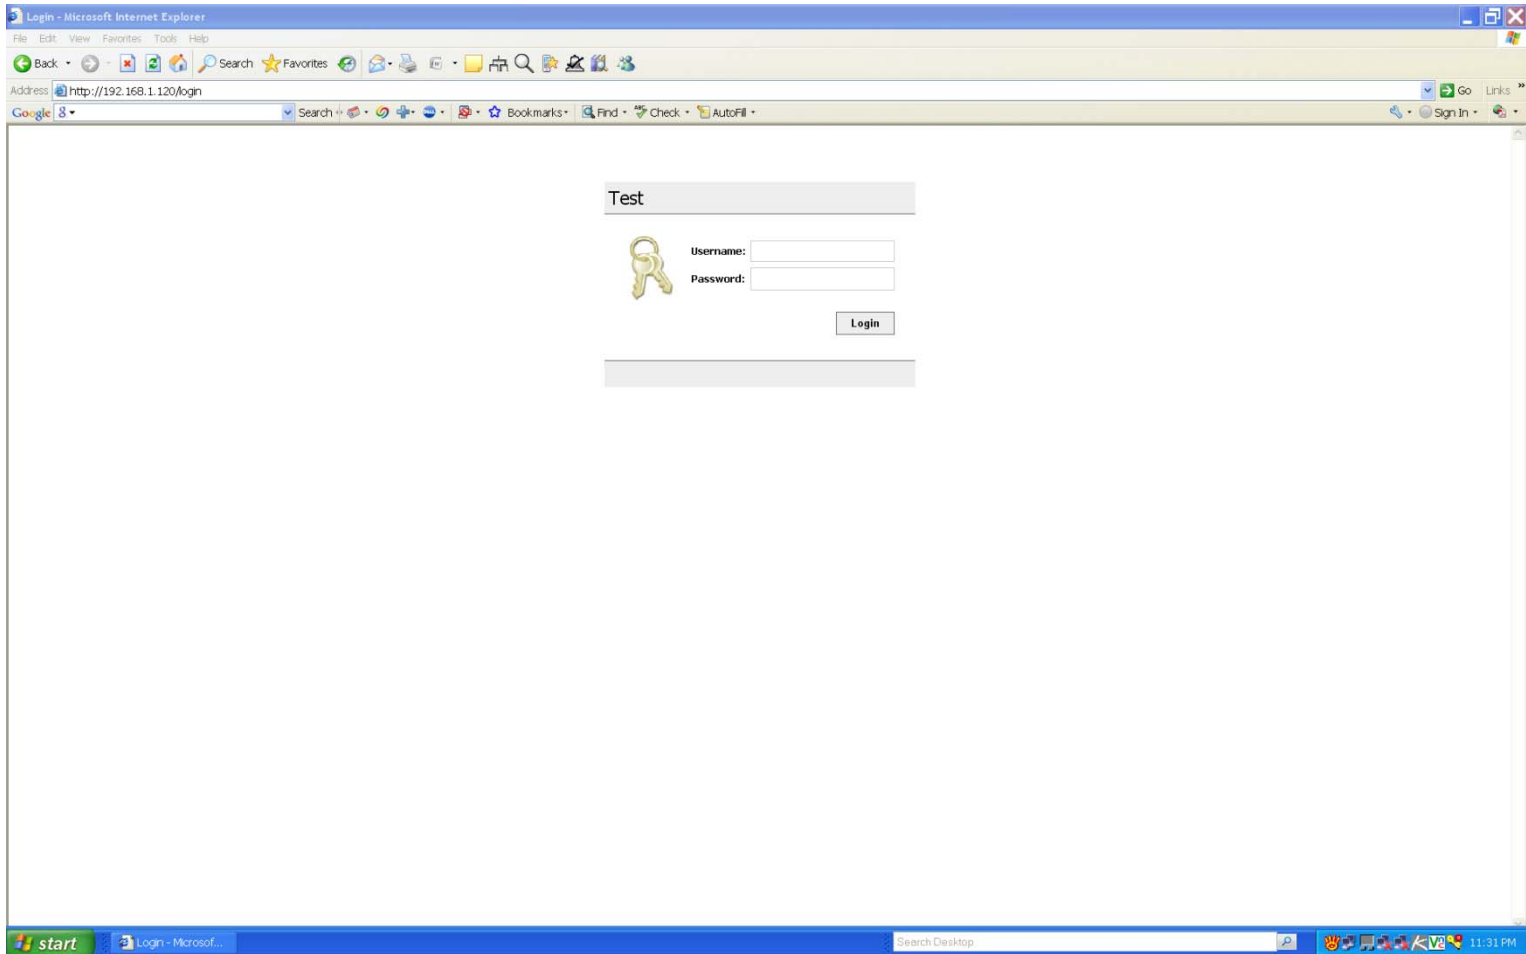 Login - Microsoft Internet Explorer
File Edit View Favorites Tools Help
Back Search Favorites
Address http://192.168.1.120/login Go Links »
Google Search Bookmarks Find Check AutoFill Sign In
Test
Username:
Password:
Login
start Login - Microsof... Search Desktop 11:31 PM